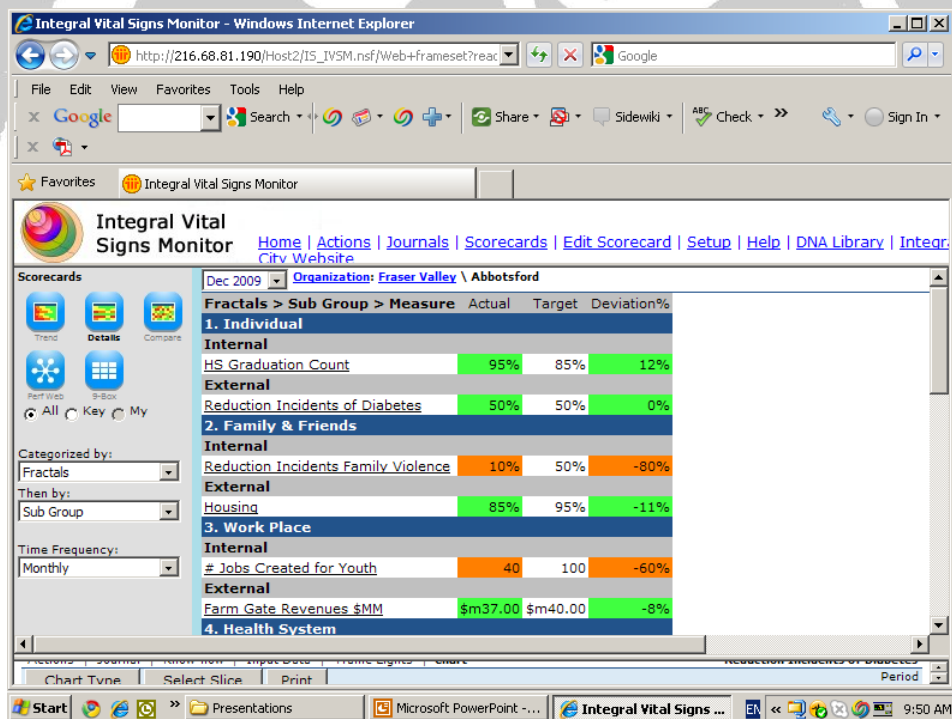 Integral Vital Signs Monitor - Windows Internet Explorer
http://216.68.81.190/Host2/IS_IVSM.nsf/Web+frameset?reac
Google
File Edit View Favorites Tools Help
x Google Search Share Sidewiki ABC Check >> Sign In
x
Favorites Integral Vital Signs Monitor
Integral Vital
Signs Monitor Home | Actions | Journals | Scorecards | Edit Scorecard | Setup | Help | DNA Library | Integr
City Website
Scorecards
Dec 2009 Organization: Fraser Valley \ Abbotsford
Trend Details Compare
Perf Web 9-Box
All Key My
Categorized by:
Fractals
Then by:
Sub Group
Time Frequency:
Monthly
Fractals > Sub Group > Measure Actual Target Deviation%
1. Individual
Internal
HS Graduation Count 95% 85% 12%
External
Reduction Incidents of Diabetes 50% 50% 0%
2. Family & Friends
Internal
Reduction Incidents Family Violence 10% 50% -80%
External
Housing 85% 95% -11%
3. Work Place
Internal
# Jobs Created for Youth 40 100 -60%
External
Farm Gate Revenues $MM $m37.00 $m40.00 -8%
4. Health System
Chart Type Select Slice Print Period
Start >> Presentations Microsoft PowerPoint -... Integral Vital Signs ... EN << 9:50 AM